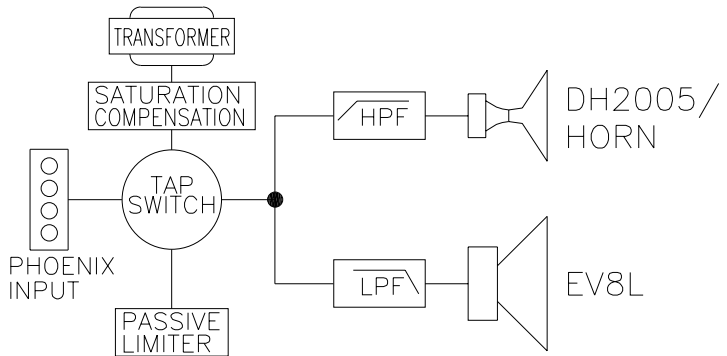 TRANSFORMER
SATURATION
COMPENSATION
TAP
SWITCH
PHOENIX
INPUT
PASSIVE
LIMITER
HPF
DH2005/
HORN
LPF
EV8L